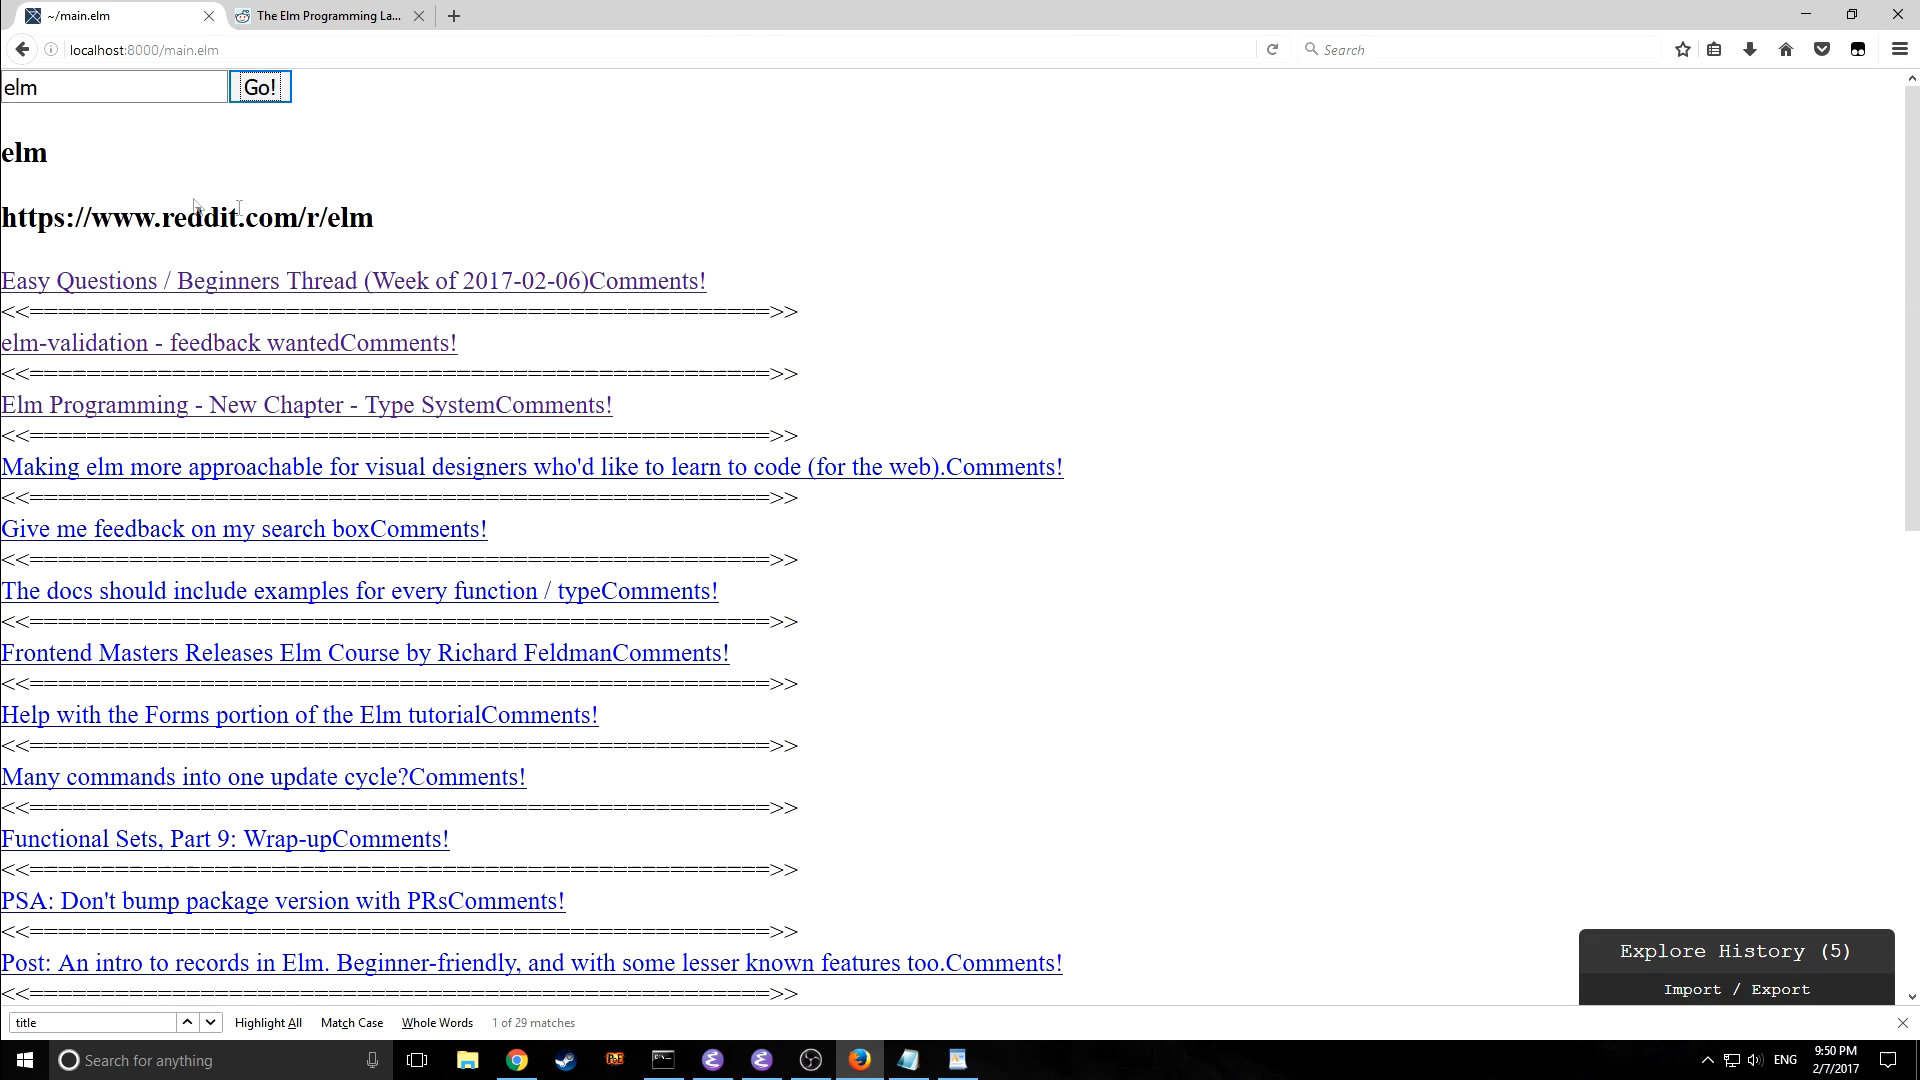 ~/main.elm
The Elm Programming La...
localhost:8000/main.elm
Search
elm
Go!
elm
https://www.reddit.com/r/elm
Easy Questions / Beginners Thread (Week of 2017-02-06)Comments!
<<====================================================>>
elm-validation - feedback wantedComments!
<<====================================================>>
Elm Programming - New Chapter - Type SystemComments!
<<====================================================>>
Making elm more approachable for visual designers who'd like to learn to code (for the web).Comments!
<<====================================================>>
Give me feedback on my search boxComments!
<<====================================================>>
The docs should include examples for every function / typeComments!
<<====================================================>>
Frontend Masters Releases Elm Course by Richard FeldmanComments!
<<====================================================>>
Help with the Forms portion of the Elm tutorialComments!
<<====================================================>>
Many commands into one update cycle?Comments!
<<====================================================>>
Functional Sets, Part 9: Wrap-upComments!
<<====================================================>>
PSA: Don't bump package version with PRsComments!
<<====================================================>>
Post: An intro to records in Elm. Beginner-friendly, and with some lesser known features too.Comments!
<<====================================================>>
Explore History (5)
Import / Export
title
Highlight All
Match Case
Whole Words
1 of 29 matches
Search for anything
ENG
9:50 PM
2/7/2017